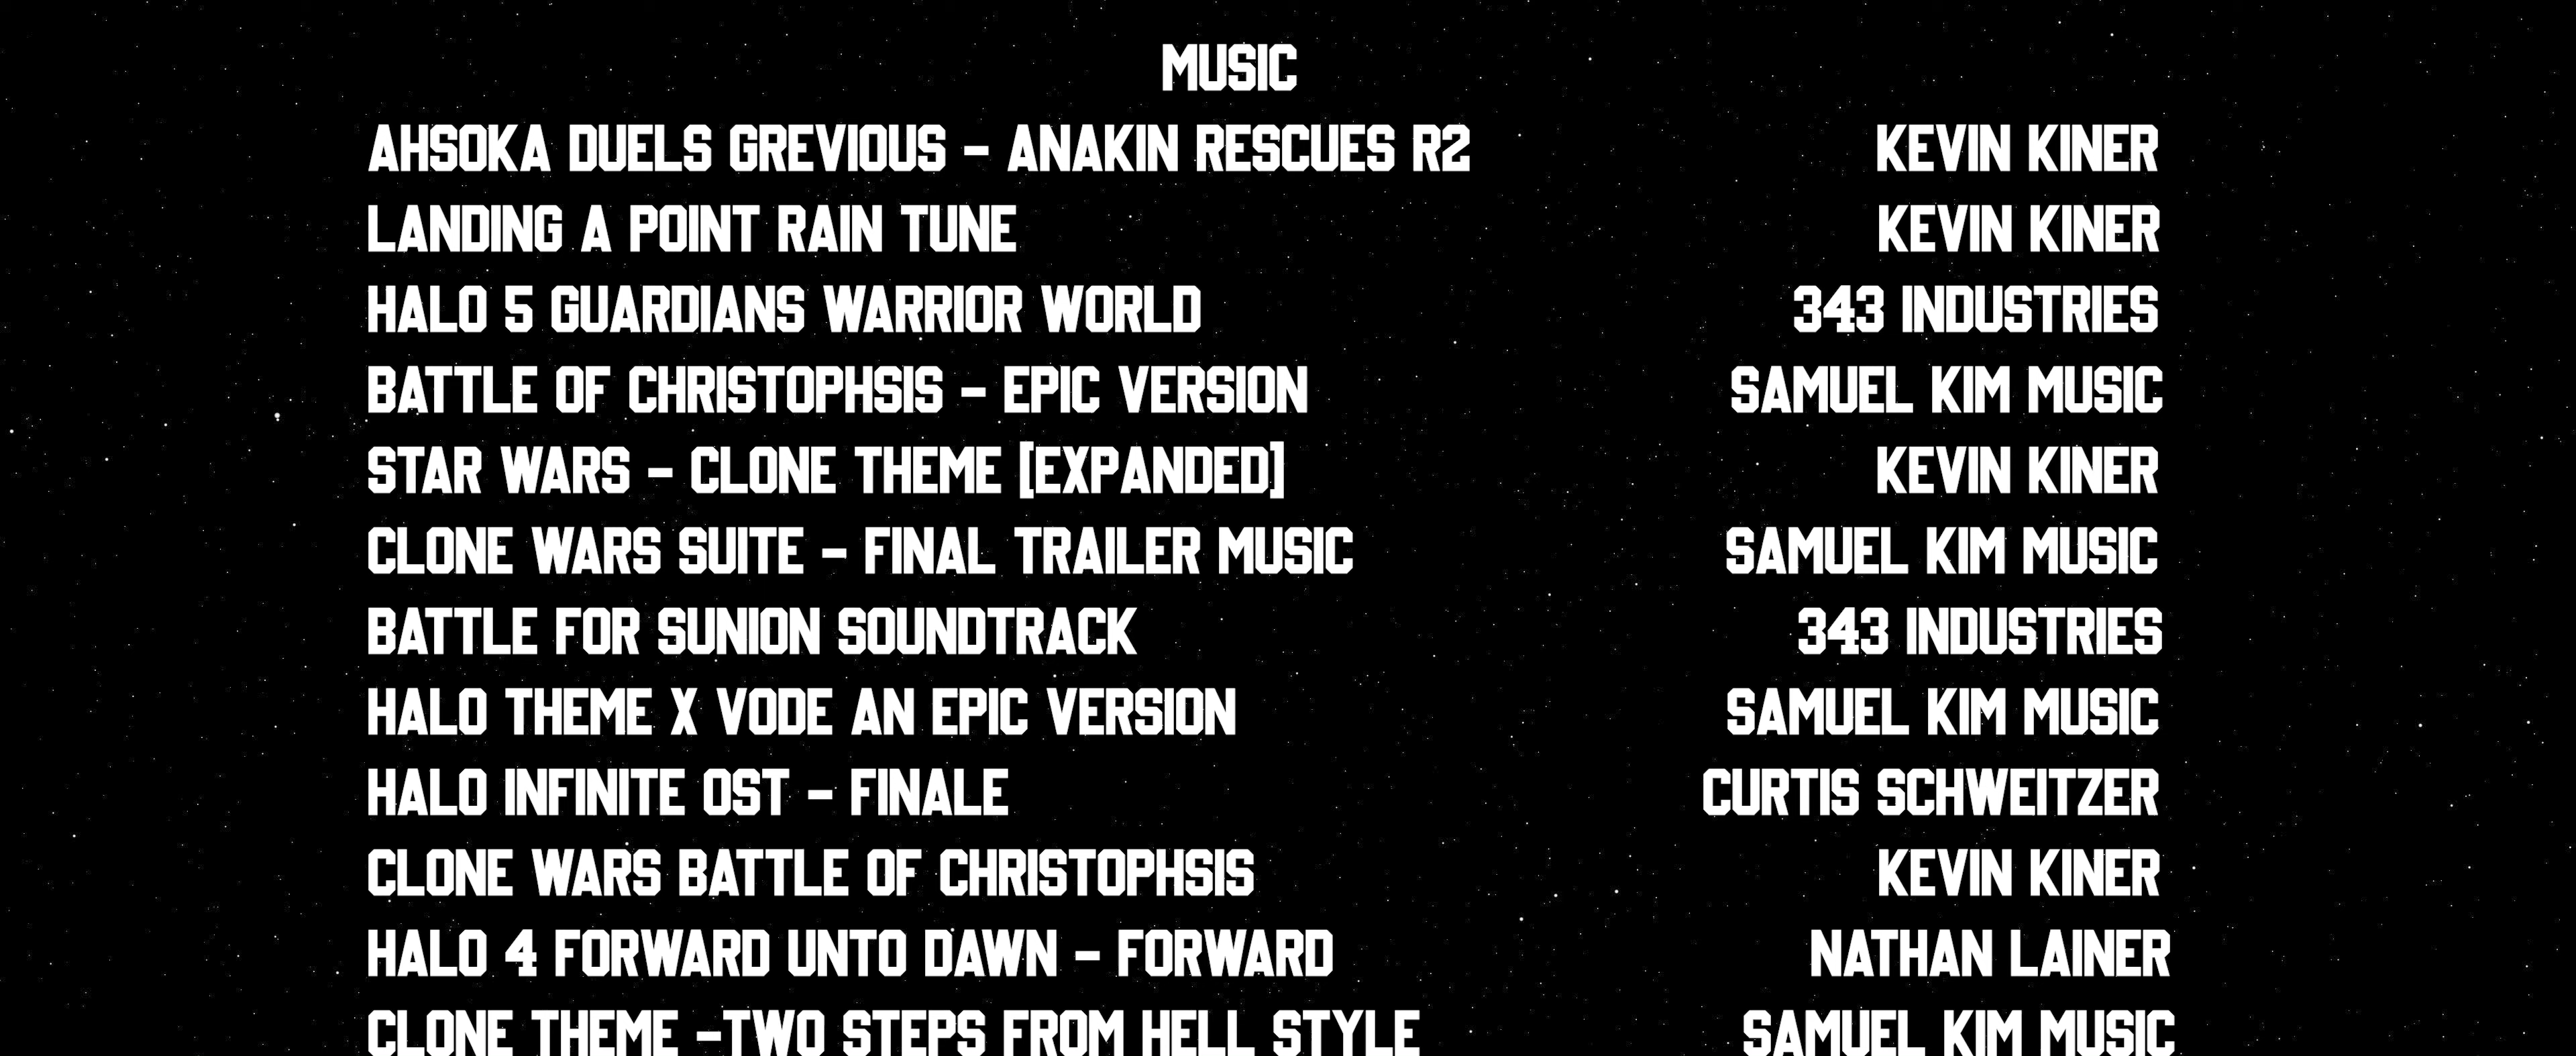 MUSIC
AHSOKA DUELS GREVIOUS - ANAKIN RESCUES R2 KEVIN KINER
LANDING A POINT RAIN TUNE KEVIN KINER
HALO 5 GUARDIANS WARRIOR WORLD 343 INDUSTRIES
BATTLE OF CHRISTOPHSIS - EPIC VERSION SAMUEL KIM MUSIC
STAR WARS - CLONE THEME [EXPANDED] KEVIN KINER
CLONE WARS SUITE - FINAL TRAILER MUSIC SAMUEL KIM MUSIC
BATTLE FOR SUNION SOUNDTRACK 343 INDUSTRIES
HALO THEME X VODE AN EPIC VERSION SAMUEL KIM MUSIC
HALO INFINITE OST - FINALE CURTIS SCHWEITZER
CLONE WARS BATTLE OF CHRISTOPHSIS KEVIN KINER
HALO 4 FORWARD UNTO DAWN - FORWARD NATHAN LAINER
CLONE THEME -TWO STEPS FROM HELL STYLE SAMUEL KIM MUSIC